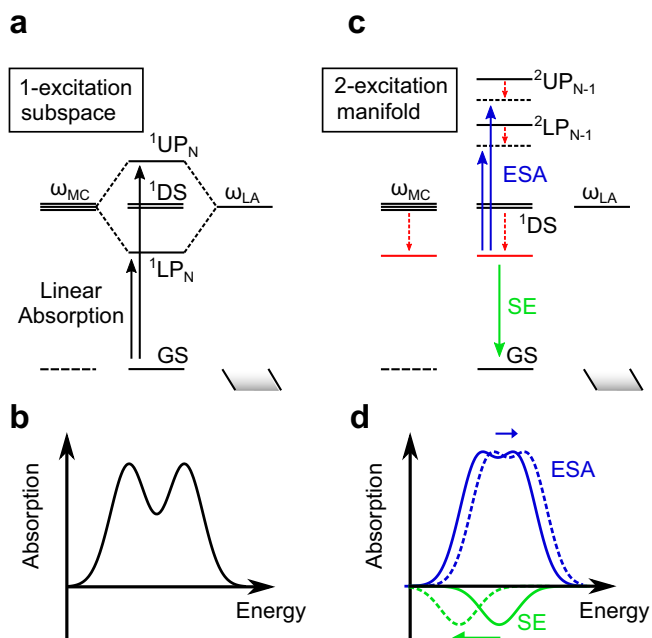 a
1-excitation
subspace
¹UP_N
ω_MC
¹DS
ω_LA
¹LP_N
Linear
Absorption
GS
b
Absorption
Energy
c
2-excitation
manifold
²UP_N-1
²LP_N-1
ESA
ω_MC
¹DS
ω_LA
SE
GS
d
ESA
Absorption
Energy
SE